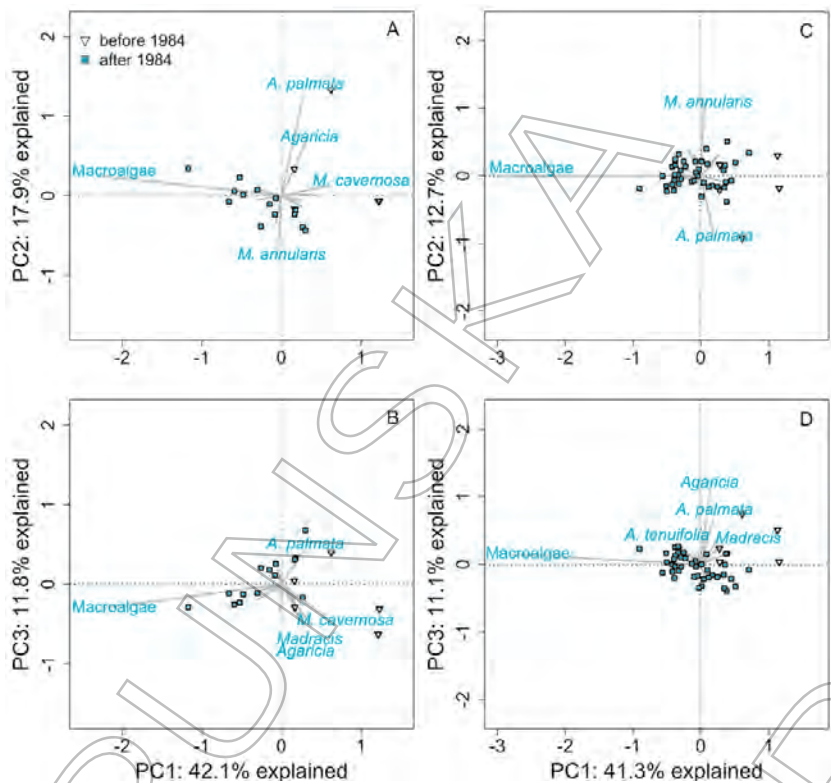 A
▽ before 1984
■ after 1984
A. palmata
Agaricia
Macroalgae
M. cavernosa
M. annularis
PC2: 17.9% explained
2
1
0
-1
-2
-1
0
1
C
M. annularis
Macroalgae
A. palmata
PC2: 12.7% explained
2
1
0
-1
-2
-3
-2
-1
0
1
B
A. palmata
Macroalgae
M. cavernosa
Madracis
Agaricia
PC3: 11.8% explained
2
1
0
-1
-2
-1
0
1
PC1: 42.1% explained
D
Agaricia
A. palmata
A. tenuifolia Madracis
Macroalgae
PC3: 11.1% explained
2
1
0
-1
-2
-3
-2
-1
0
1
PC1: 41.3% explained